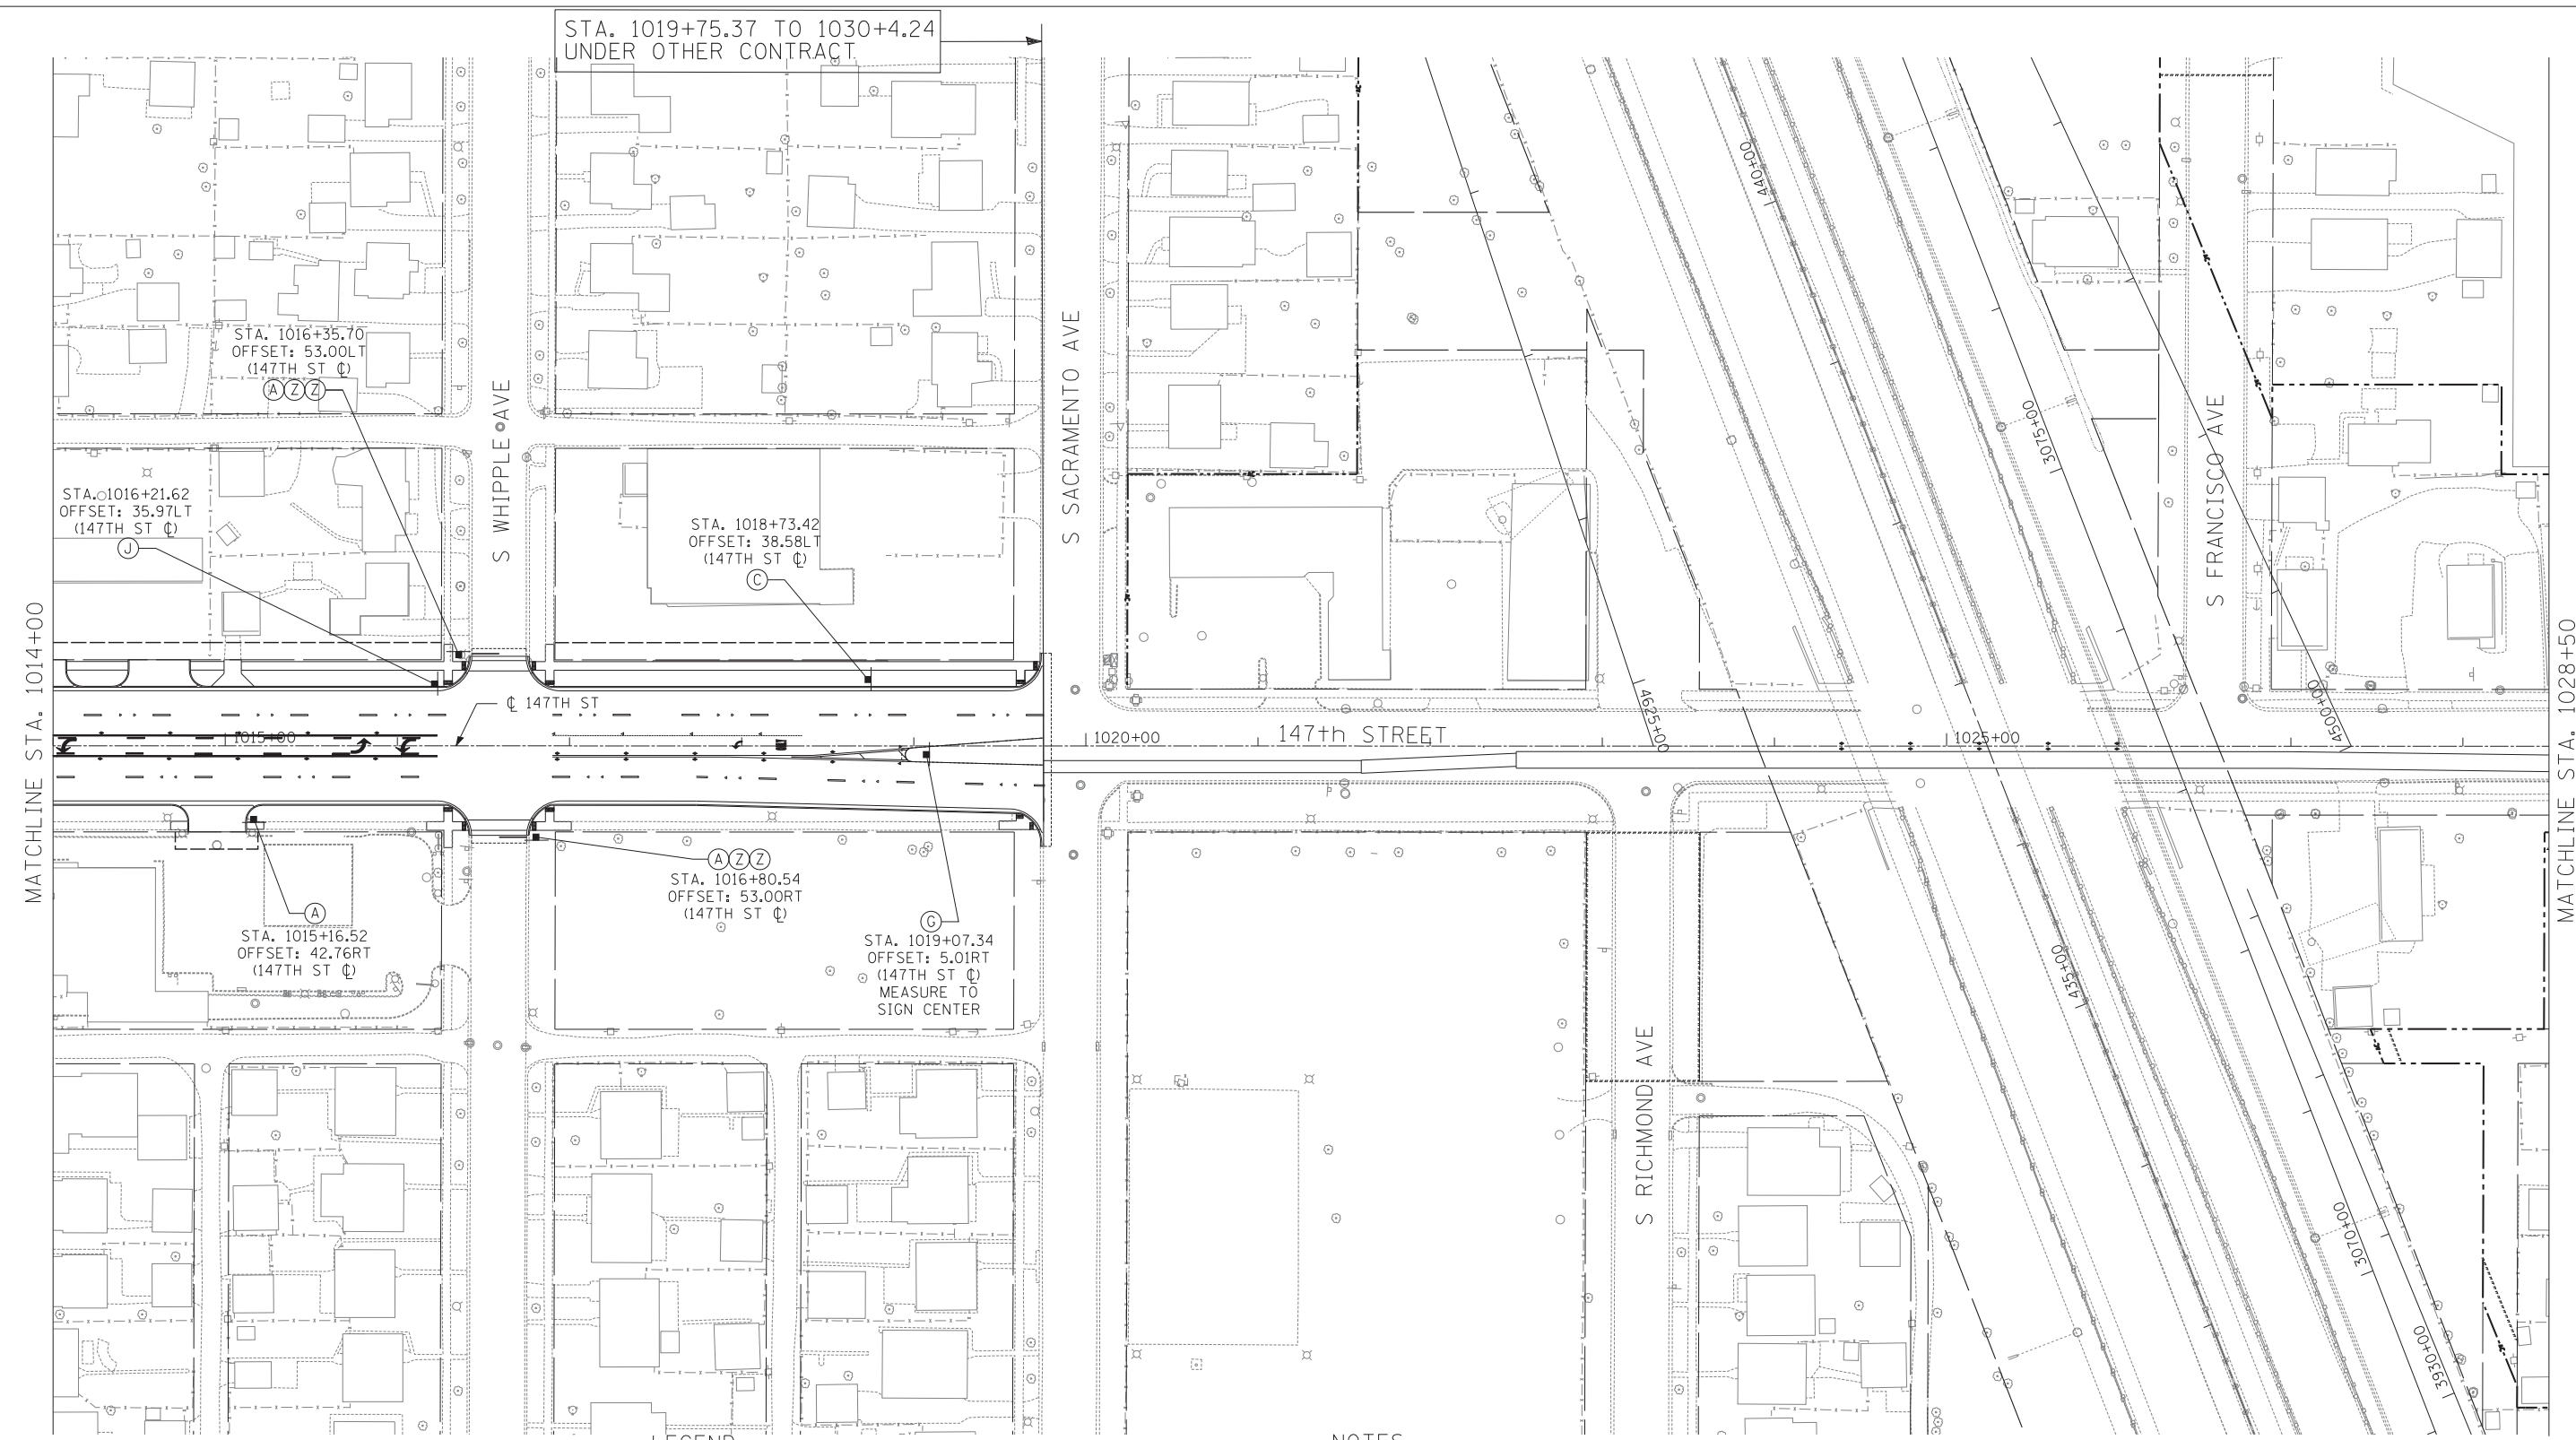 STA. 1019+75.37 TO 1030+4.24
UNDER OTHER CONTRACT
STA. 1016+35.70
OFFSET: 53.00LT
(147TH ST ℄)
A Z Z
STA. 1016+21.62
OFFSET: 35.97LT
(147TH ST ℄)
J
S WHIPPLE AVE
STA. 1018+73.42
OFFSET: 38.58LT
(147TH ST ℄)
C
S SACRAMENTO AVE
440+00
3075+00
S FRANCISCO AVE
MATCHLINE STA. 1014+00
℄ 147TH ST
1015+00
1020+00
147th STREET
4625+00
1025+00
4500+00
MATCHLINE STA. 1028+50
A
STA. 1015+16.52
OFFSET: 42.76RT
(147TH ST ℄)
A Z Z
STA. 1016+80.54
OFFSET: 53.00RT
(147TH ST ℄)
G
STA. 1019+07.34
OFFSET: 5.01RT
(147TH ST ℄)
MEASURE TO
SIGN CENTER
S RICHMOND AVE
435+00
3070+00
3930+00
LEGEND
NOTES